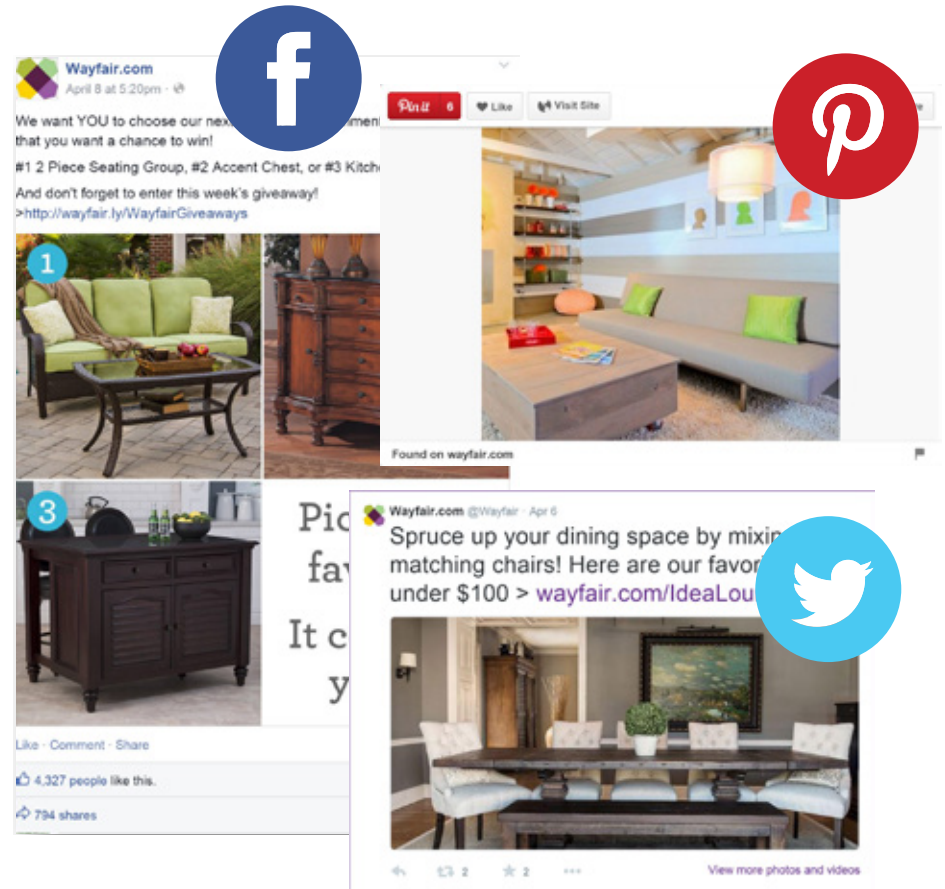 Wayfair.com
April 8 at 5:20pm ·
We want YOU to choose our nex
that you want a chance to win!
#1 2 Piece Seating Group, #2 Accent Chest, or #3 Kitche
And don't forget to enter this week's giveaway!
>http://wayfair.ly/WayfairGiveaways
1
3
Pic
fav
It c
y
Like · Comment · Share
4,327 people like this.
794 shares
Pin it 6
Like
Visit Site
Found on wayfair.com
Wayfair.com @Wayfair · Apr 6
Spruce up your dining space by mixin
matching chairs! Here are our favor
under $100 > wayfair.com/IdeaLou
2
2
View more photos and videos